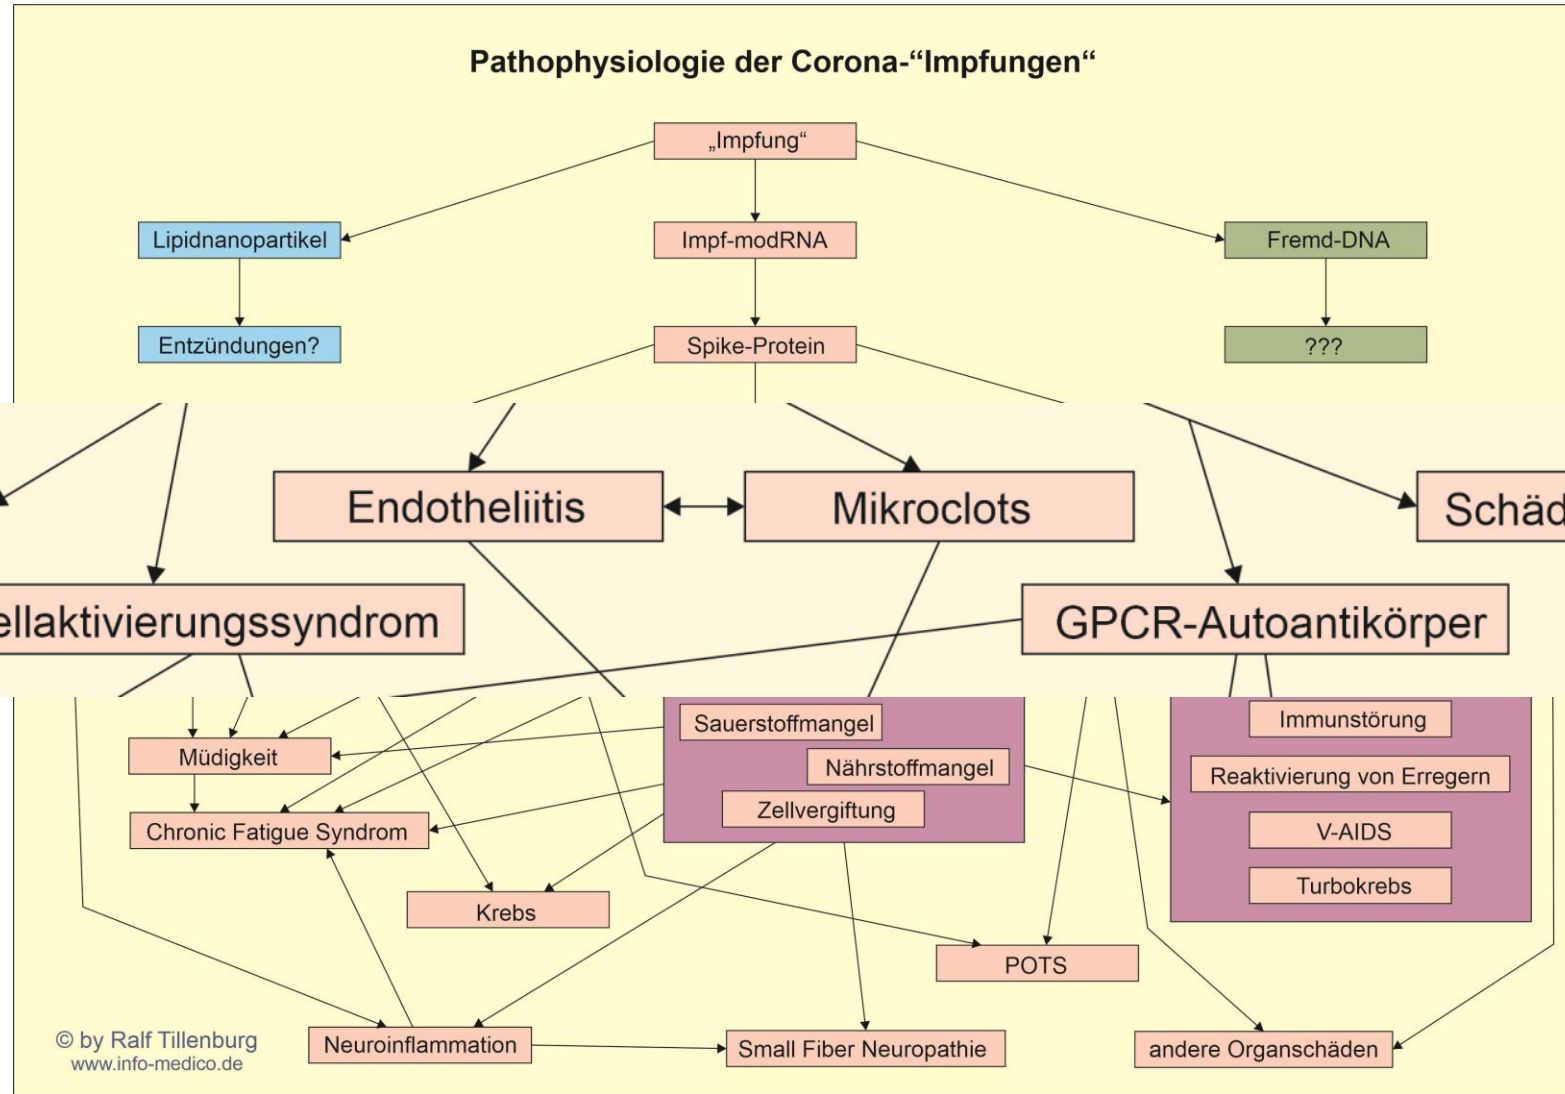 Pathophysiologie der Corona-“Impfungen“
„Impfung“
Lipidnanopartikel
Impf-modRNA
Fremd-DNA
Entzündungen?
Spike-Protein
???
Endotheliitis
Mikroclots
Schäd
ellaktivierungssyndrom
GPCR-Autoantikörper
Sauerstoffmangel
Immunstörung
Müdigkeit
Nährstoffmangel
Reaktivierung von Erregern
Zellvergiftung
Chronic Fatigue Syndrom
V-AIDS
Turbokrebs
Krebs
POTS
© by Ralf Tillenburg
www.info-medico.de
Neuroinflammation
Small Fiber Neuropathie
andere Organschäden